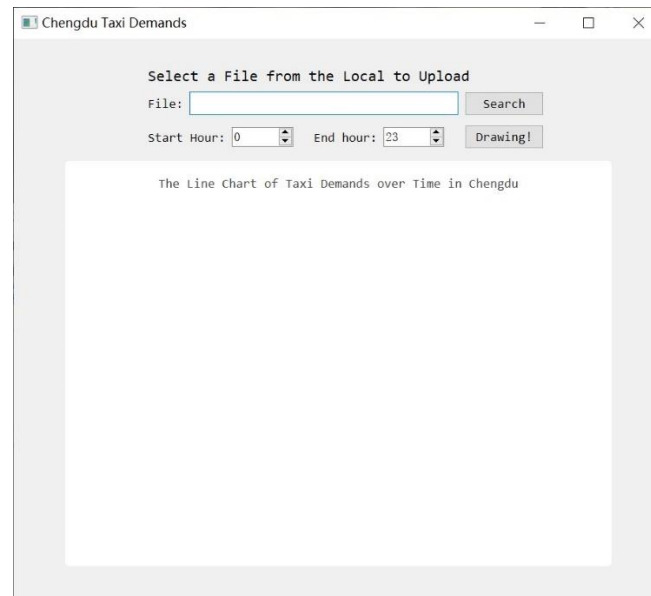 Chengdu Taxi Demands
Select a File from the Local to Upload
File: Search
Start Hour: 0 End hour: 23 Drawing!
The Line Chart of Taxi Demands over Time in Chengdu